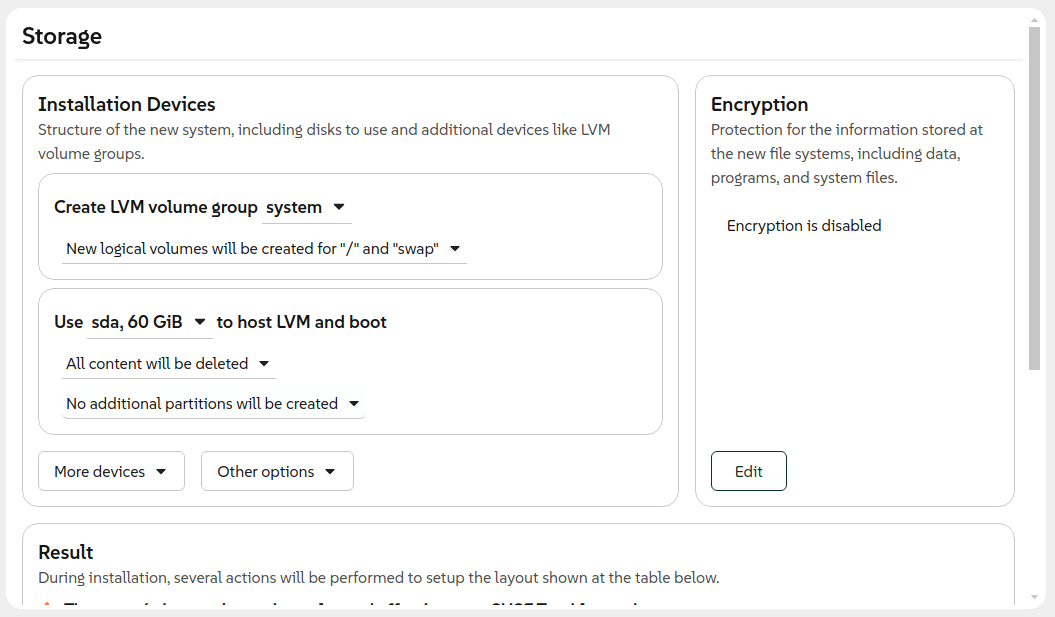 Storage
Installation Devices
Structure of the new system, including disks to use and additional devices like LVM
volume groups.
Create LVM volume group system
New logical volumes will be created for "/" and "swap"
Use sda, 60 GiB to host LVM and boot
All content will be deleted
No additional partitions will be created
More devices
Other options
Encryption
Protection for the information stored at
the new file systems, including data,
programs, and system files.
Encryption is disabled
Edit
Result
During installation, several actions will be performed to setup the layout shown at the table below.